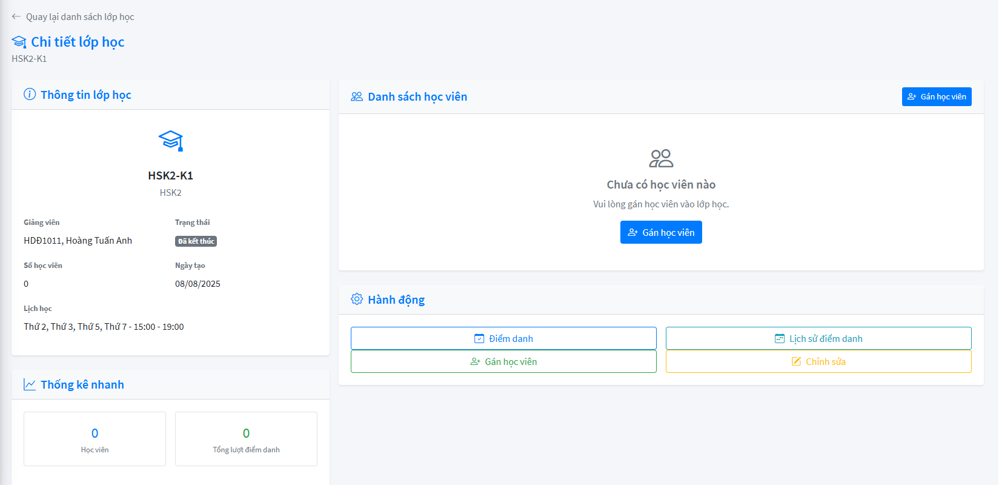 Quay lại danh sách lớp học
Chi tiết lớp học
HSK2-K1
Thông tin lớp học
HSK2-K1
HSK2
Giảng viên
Trạng thái
HDĐ1011, Hoàng Tuấn Anh
Đã kết thúc
Số học viên
Ngày tạo
0
08/08/2025
Lịch học
Thứ 2, Thứ 3, Thứ 5, Thứ 7 - 15:00 - 19:00
Thống kê nhanh
0
Học viên
0
Tổng lượt điểm danh
Danh sách học viên
Gán học viên
Chưa có học viên nào
Vui lòng gán học viên vào lớp học.
Gán học viên
Hành động
Điểm danh
Lịch sử điểm danh
Gán học viên
Chỉnh sửa